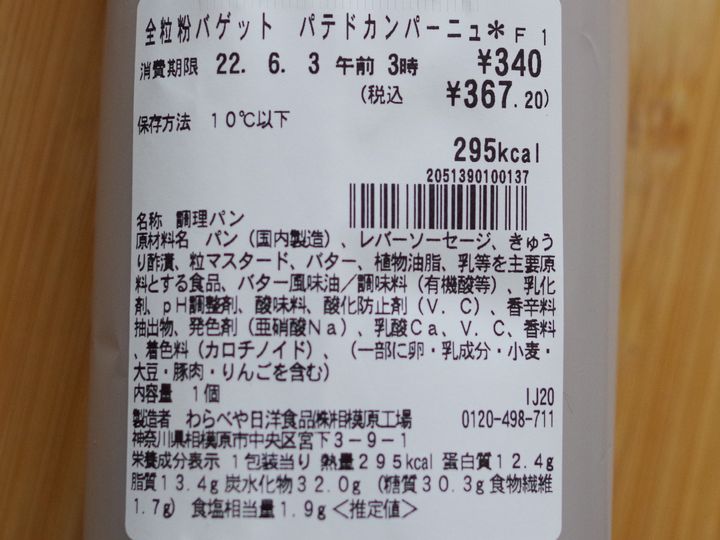 全粒粉バゲット パテドカンパーニュ＊Ｆ１
消費期限 22. 6. 3 午前 3時 ¥340
(税込 ¥367.20)
保存方法 １０℃以下
295kcal
2051390100137
名称 調理パン
原材料名 パン（国内製造）、レバーソーセージ、きゅう
り酢漬、粒マスタード、バター、植物油脂、乳等を主要原
料とする食品、バター風味油／調味料（有機酸等）、乳化
剤、ｐＨ調整剤、酸味料、酸化防止剤（Ｖ．Ｃ）、香辛料
抽出物、発色剤（亜硝酸Ｎａ）、乳酸Ｃａ、Ｖ．Ｃ、香料
、着色料（カロチノイド）、（一部に卵・乳成分・小麦・
大豆・豚肉・りんごを含む）
内容量 １個 IJ20
製造者 わらべや日洋食品㈱相模原工場 0120-498-711
神奈川県相模原市中央区宮下３－９－１
栄養成分表示 １包装当り 熱量２９５kcal 蛋白質１２.４g
脂質１３.４g 炭水化物３２.０g （糖質３０.３g 食物繊維
１.７g） 食塩相当量１.９g＜推定値＞